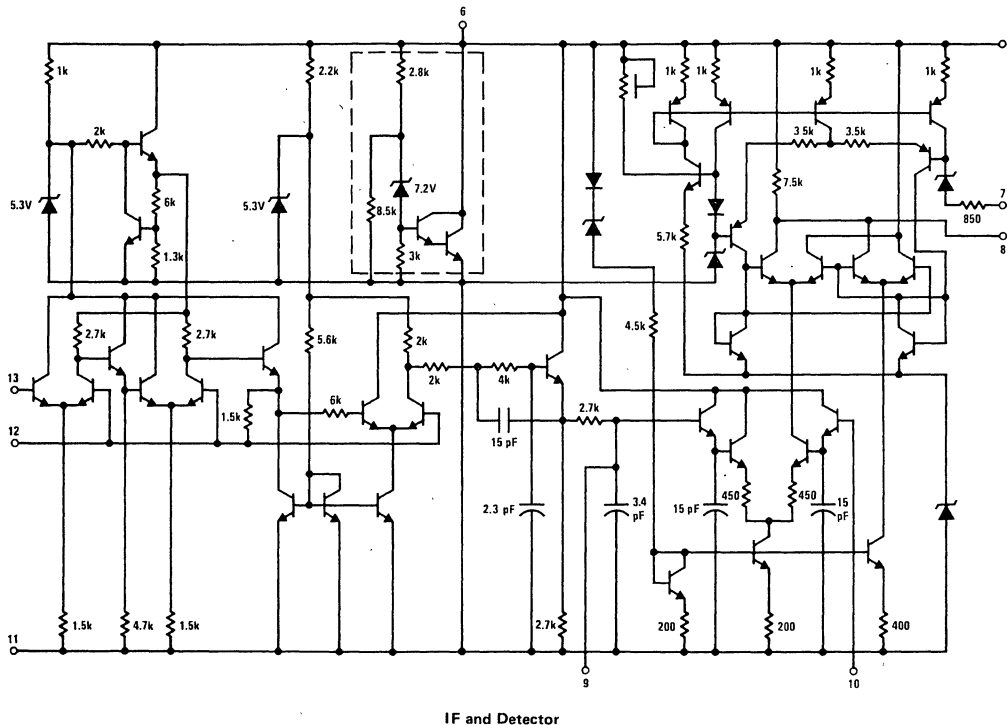 6
1k
2.2k
2.8k
1k
1k
1k
1k
2k
3 5k
3.5k
5.3V
6k
5.3V
7.2V
8.5k
7.5k
7
850
1.3k
3k
5.7k
8
2.7k
2.7k
5.6k
2k
4.5k
13
2k
4k
1.5k
6k
2.7k
12
15 pF
450
450
2.3 pF
3.4
pF
15 pF
15
pF
1.5k
4.7k
1.5k
2.7k
200
200
400
11
9
10
IF and Detector